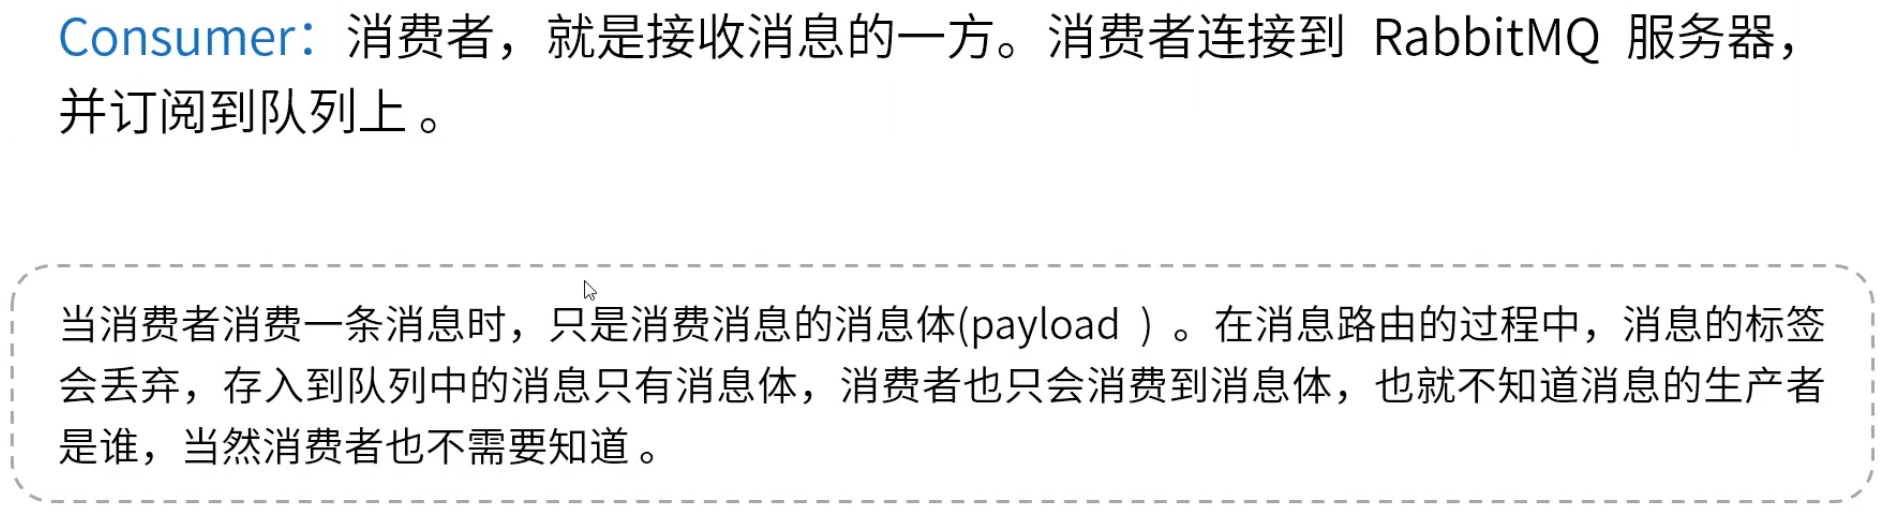 Consumer：消费者，就是接收消息的一方。消费者连接到 RabbitMQ 服务器，
并订阅到队列上 。
当消费者消费一条消息时，只是消费消息的消息体(payload ) 。在消息路由的过程中，消息的标签
会丢弃，存入到队列中的消息只有消息体，消费者也只会消费到消息体，也就不知道消息的生产者
是谁，当然消费者也不需要知道 。